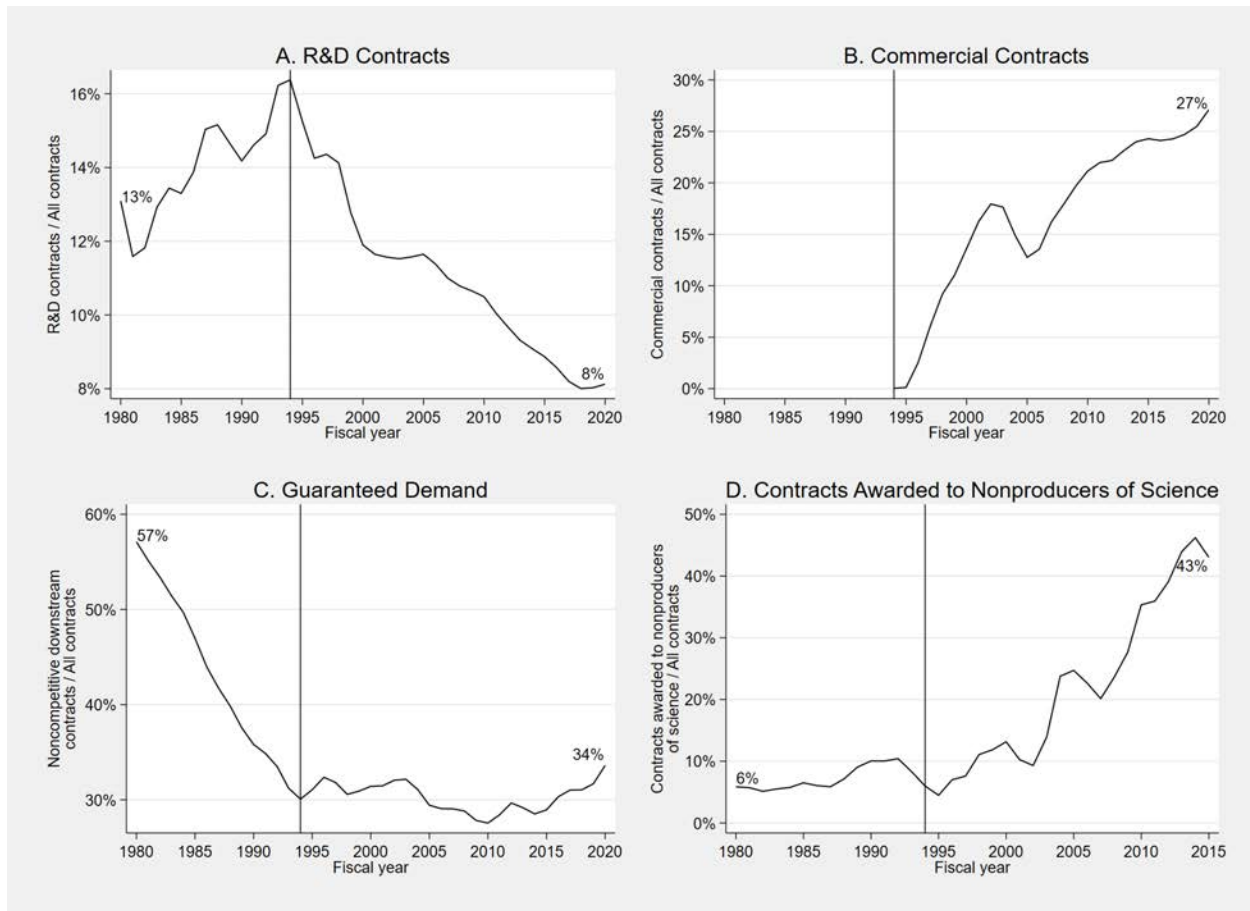 A. R&D Contracts
R&D contracts / All contracts
16%
14%
12%
10%
8%
13%
8%
1980 1985 1990 1995 2000 2005 2010 2015 2020
Fiscal year
B. Commercial Contracts
Commercial contracts / All contracts
30%
25%
20%
15%
10%
5%
0%
27%
1980 1985 1990 1995 2000 2005 2010 2015 2020
Fiscal year
C. Guaranteed Demand
Noncompetitive downstream
contracts / All contracts
60%
50%
40%
30%
57%
34%
1980 1985 1990 1995 2000 2005 2010 2015 2020
Fiscal year
D. Contracts Awarded to Nonproducers of Science
Contracts awarded to nonproducers
of science / All contracts
50%
40%
30%
20%
10%
0%
6%
43%
1980 1985 1990 1995 2000 2005 2010 2015
Fiscal year